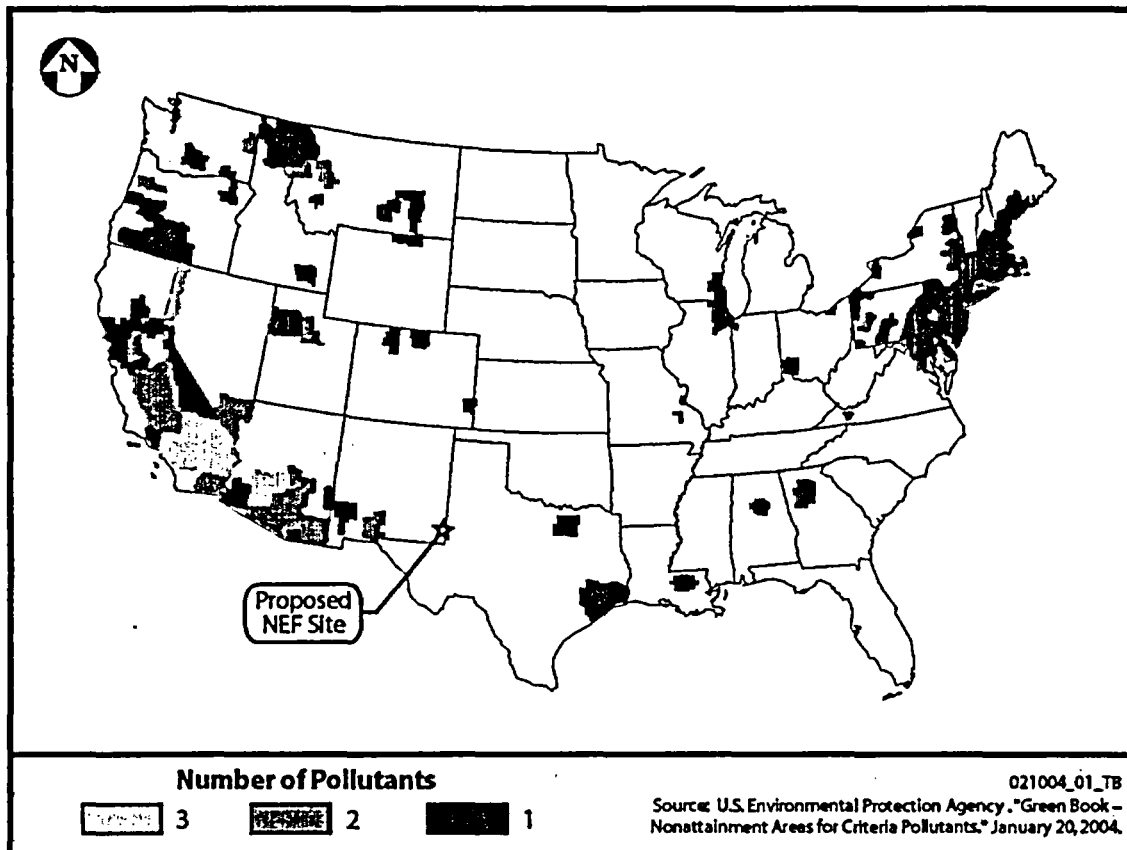 N
Proposed
NEF Site
Number of Pollutants
3
2
1
021004_01_TB
Source: U.S. Environmental Protection Agency. "Green Book –
Nonattainment Areas for Criteria Pollutants." January 20, 2004.